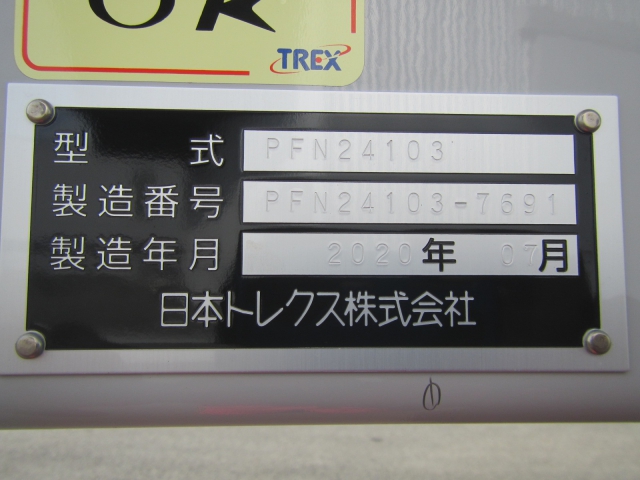 OK
TREX
型 式 PFN24103
製造番号 PFN24103-7691
製造年月 2020年 07月
日本トレクス株式会社